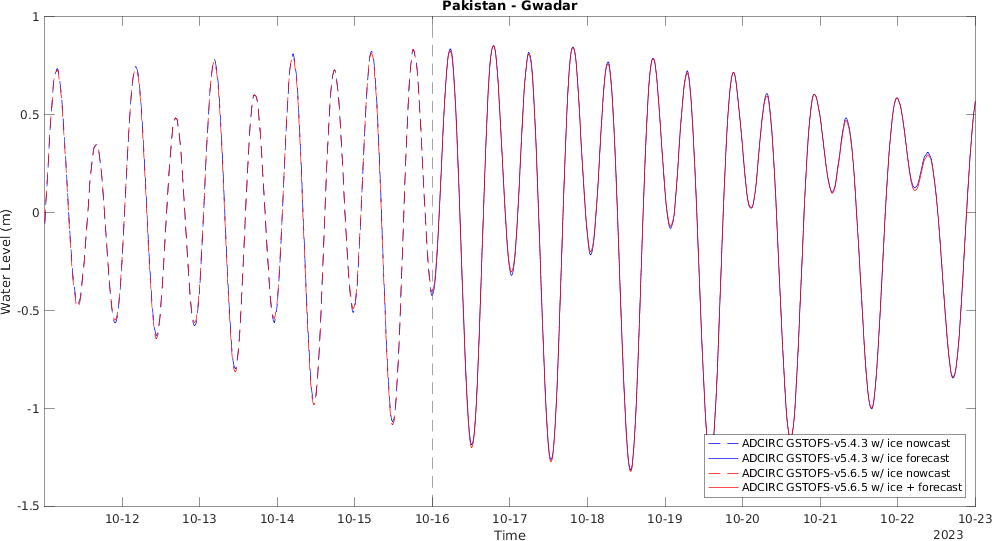 Pakistan - Gwadar
1
0.5
0
-0.5
-1
-1.5
Water Level (m)
ADCIRC GSTOFS-v5.4.3 w/ ice nowcast
ADCIRC GSTOFS-v5.4.3 w/ ice forecast
ADCIRC GSTOFS-v5.6.5 w/ ice nowcast
ADCIRC GSTOFS-v5.6.5 w/ ice + forecast
10-12 10-13 10-14 10-15 10-16 10-17 10-18 10-19 10-20 10-21 10-22 10-23
Time
2023